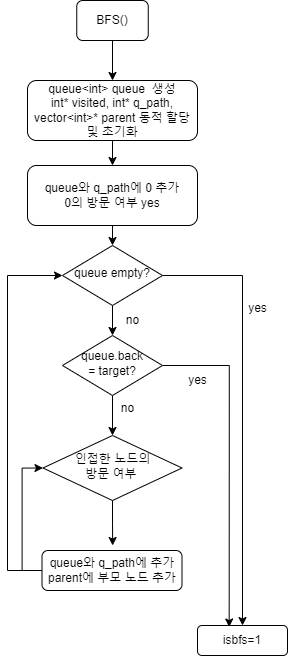 BFS()
queue<int> queue 생성
int* visited, int* q_path,
vector<int>* parent 동적 할당
및 초기화
queue와 q_path에 0 추가
0의 방문 여부 yes
queue empty?
yes
no
queue.back
= target?
yes
no
인접한 노드의
방문 여부
queue와 q_path에 추가
parent에 부모 노드 추가
isbfs=1